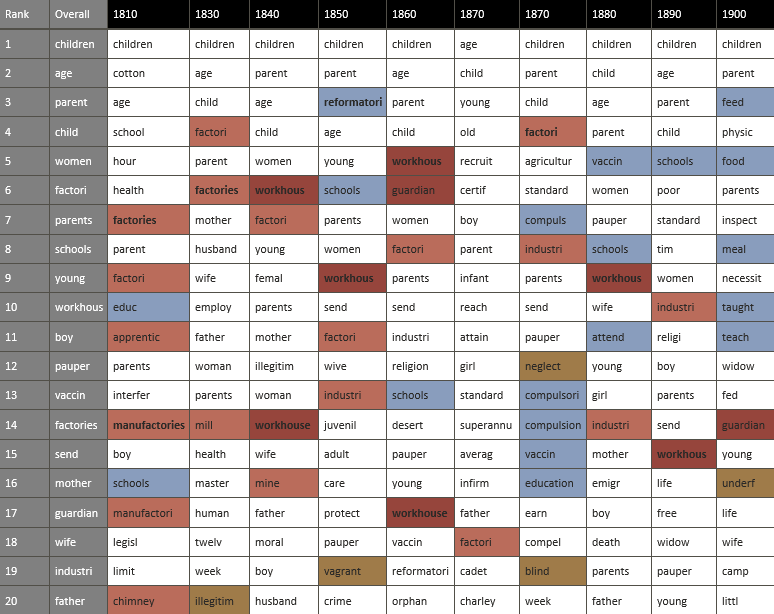 Rank Overall 1810 1830 1840 1850 1860 1870 1870 1880 1890 1900
1 children children children children children children age children children children children
2 age cotton age parent parent age child parent child age parent
3 parent age child age reformatori parent young child age parent feed
4 child school factori child age child old factori parent child physic
5 women hour parent women young workhous recruit agricultur vaccin schools food
6 factori health factories workhous schools guardian certif standard women poor parents
7 parents factories mother factori parents women boy compuls pauper standard inspect
8 schools parent husband young women factori parent industri schools tim meal
9 young factori wife femal workhous parents infant parents workhous women necessit
10 workhous educ employ parents send send reach send wife industri taught
11 boy apprentic father mother factori industri attain pauper attend religi teach
12 pauper parents woman illegitim wive religion girl neglect young boy widow
13 vaccin interfer parents woman industri schools standard compulsori girl parents fed
14 factories manufactories mill workhouse juvenil desert superannu compulsion industri send guardian
15 send boy health wife adult pauper averag vaccin mother workhous young
16 mother schools master mine care young infirm education emigr life underf
17 guardian manufactori human father protect workhouse father earn boy free life
18 wife legisl twelv moral pauper vaccin factori compel death widow wife
19 industri limit week boy vagrant reformatori cadet blind parents pauper camp
20 father chimney illegitim husband crime orphan charley week father young littl